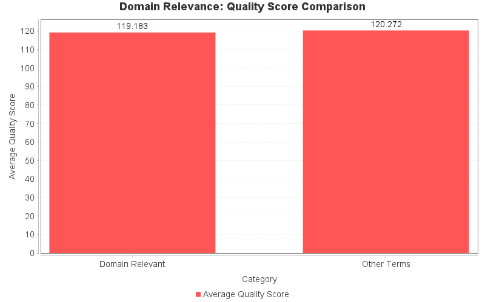 Domain Relevance: Quality Score Comparison
119.183
120.272
120
110
100
90
80
70
60
50
40
30
20
10
0
Average Quality Score
Domain Relevant
Other Terms
Category
Average Quality Score